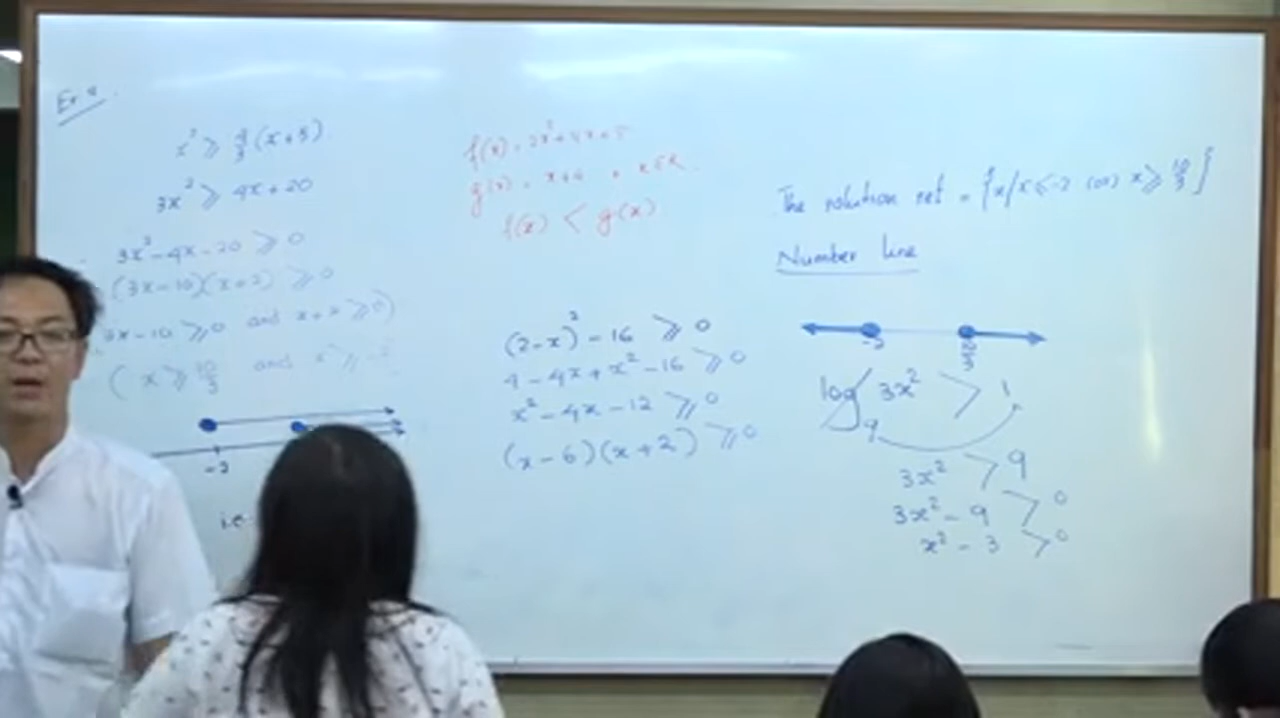 Ex 4
x² ⩾ 4/3 (x+5)
3x² ⩾ 4x+20
3x²-4x-20 ⩾ 0
(3x-10)(x+2) ⩾ 0
3x-10 ⩾0 and x+2 ⩾0)
( x ⩾ 10/3 and x ⩾ -2
-2
i.e.
f(x) = 2x²+4x+5
g(x) = x+4 , x∈R
f(x) < g(x)
(2-x)² - 16 ⩾ 0
4 - 4x + x² - 16 ⩾ 0
x² - 4x - 12 ⩾ 0
(x-6)(x+2) ⩾ 0
The solution set = {x/x⩽-2 (or) x⩾ 10/3}
Number line
-2 10/3
log₉ 3x² > 1
3x² > 9
3x² - 9 > 0
x² - 3 > 0